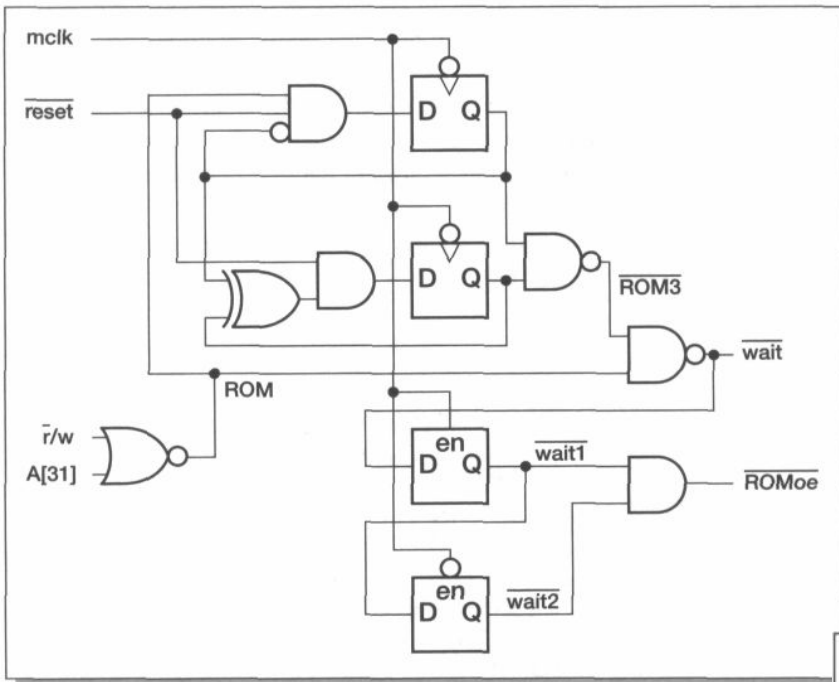 mclk
reset
D Q
D Q
ROM3
wait
ROM
r/w
A[31]
en
D Q
wait1
ROMoe
en
D Q
wait2